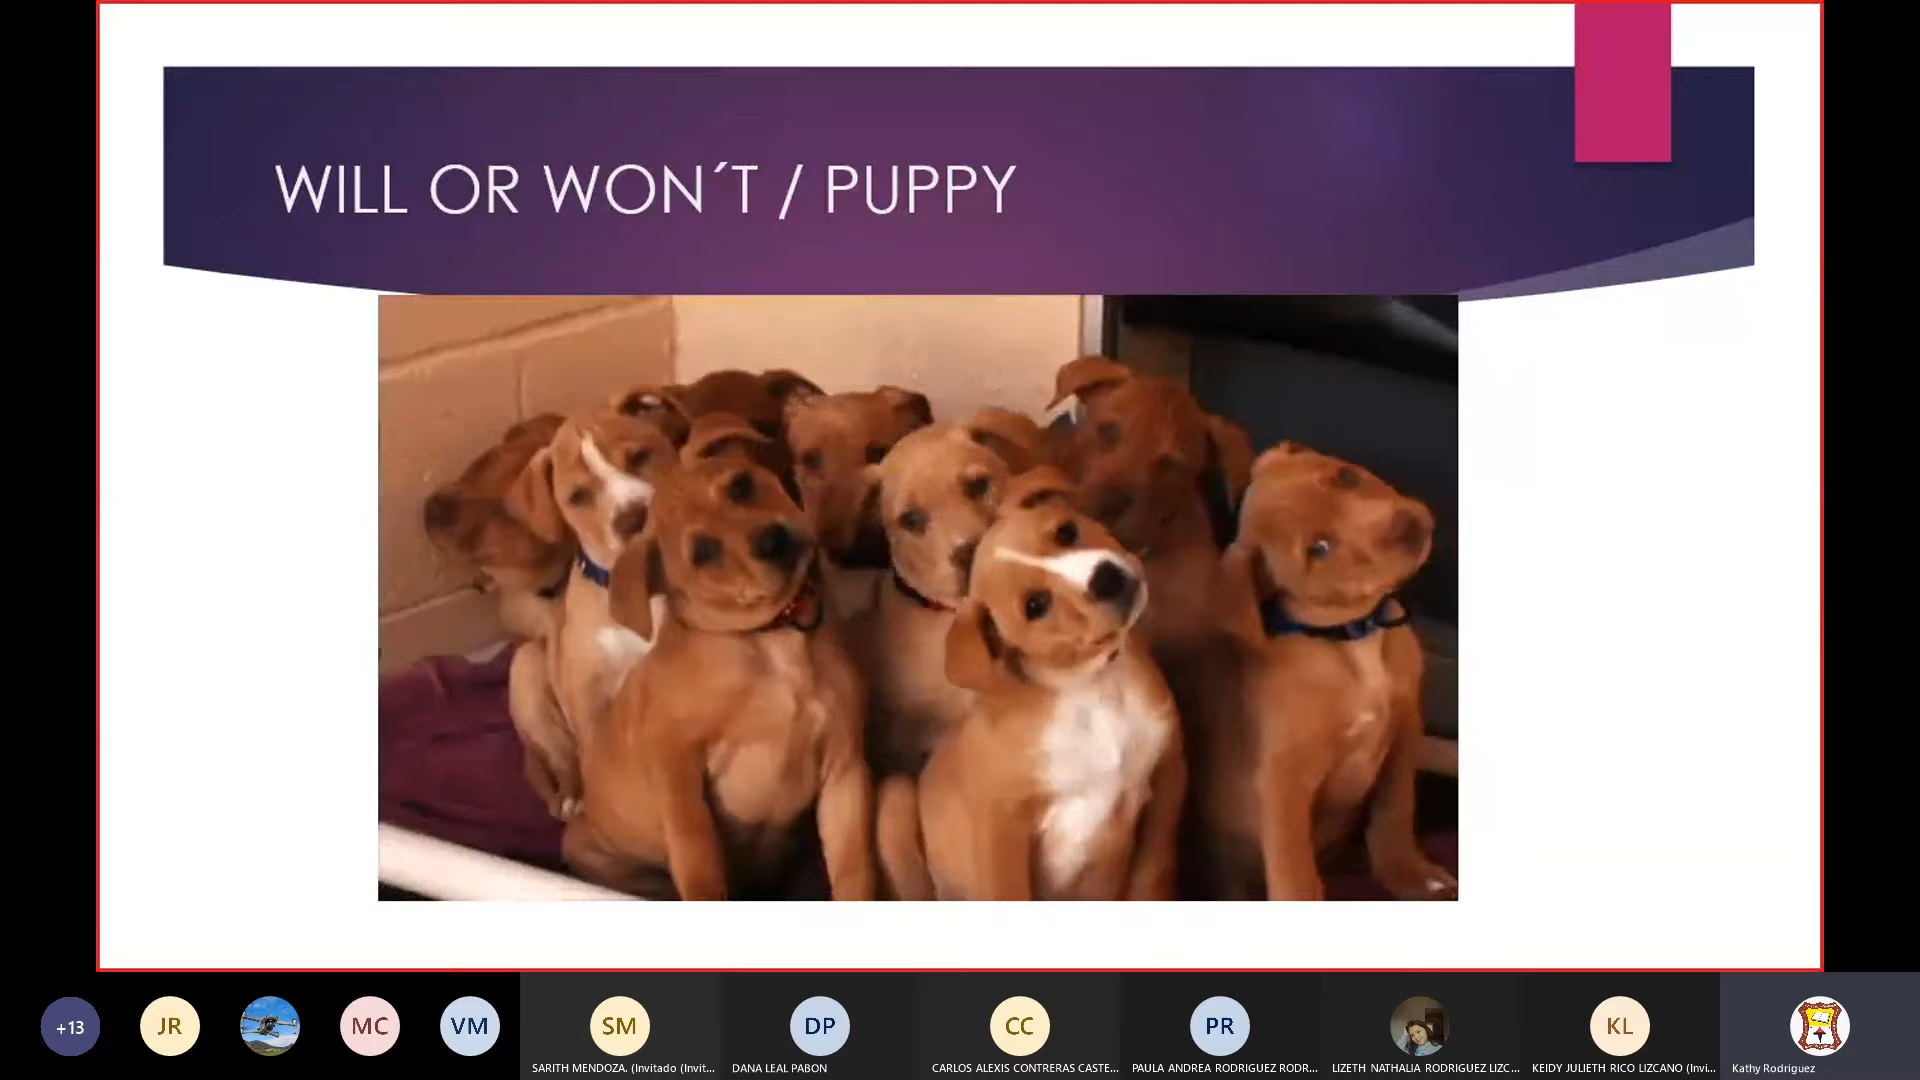 WILL OR WON´T / PUPPY
+13
JR
MC
VM
SM
DP
CC
PR
KL
SARITH MENDOZA. (Invitado (Invit...
DANA LEAL PABON
CARLOS ALEXIS CONTRERAS CASTE...
PAULA ANDREA RODRIGUEZ RODR...
LIZETH NATHALIA RODRIGUEZ LIZC...
KEIDY JULIETH RICO LIZCANO (Invi...
Kathy Rodriguez